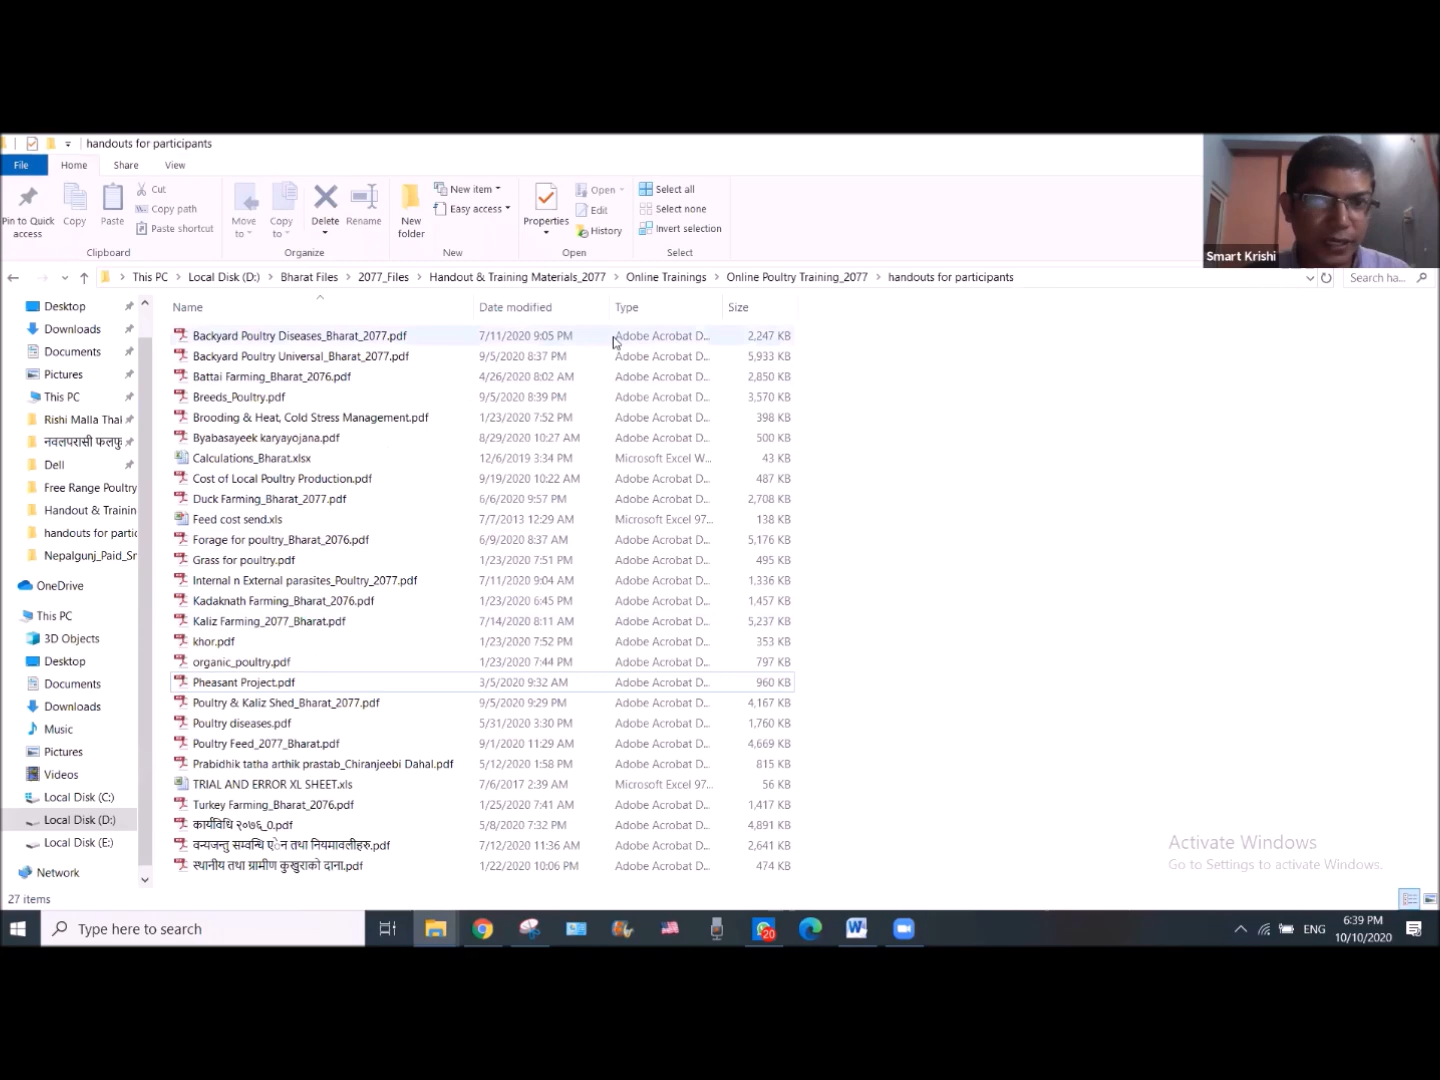 handouts for participants
File Home Share View
Pin to Quick access
Copy
Paste
Cut
Copy path
Paste shortcut
Clipboard
Move to
Copy to
Delete
Rename
Organize
New folder
New item
Easy access
New
Properties
Open
Edit
History
Open
Select all
Select none
Invert selection
Select
Smart Krishi
This PC > Local Disk (D:) > Bharat Files > 2077_Files > Handout & Training Materials_2077 > Online Trainings > Online Poultry Training_2077 > handouts for participants
Search ha...
Desktop
Downloads
Documents
Pictures
This PC
Rishi Malla Thal
नवलपरासी फलफु
Dell
Free Range Poultry
Handout & Trainin
handouts for partic
Nepalgunj_Paid_Sr
OneDrive
This PC
3D Objects
Desktop
Documents
Downloads
Music
Pictures
Videos
Local Disk (C:)
Local Disk (D:)
Local Disk (E:)
Network
Name Date modified Type Size
Backyard Poultry Diseases_Bharat_2077.pdf 7/11/2020 9:05 PM Adobe Acrobat D... 2,247 KB
Backyard Poultry Universal_Bharat_2077.pdf 9/5/2020 8:37 PM Adobe Acrobat D... 5,933 KB
Battai Farming_Bharat_2076.pdf 4/26/2020 8:02 AM Adobe Acrobat D... 2,850 KB
Breeds_Poultry.pdf 9/5/2020 8:39 PM Adobe Acrobat D... 3,570 KB
Brooding & Heat, Cold Stress Management.pdf 1/23/2020 7:52 PM Adobe Acrobat D... 398 KB
Byabasayeek karyayojana.pdf 8/29/2020 10:27 AM Adobe Acrobat D... 500 KB
Calculations_Bharat.xlsx 12/6/2019 3:34 PM Microsoft Excel W... 43 KB
Cost of Local Poultry Production.pdf 9/19/2020 10:22 AM Adobe Acrobat D... 487 KB
Duck Farming_Bharat_2077.pdf 6/6/2020 9:57 PM Adobe Acrobat D... 2,708 KB
Feed cost send.xls 7/7/2013 12:29 AM Microsoft Excel 97... 138 KB
Forage for poultry_Bharat_2076.pdf 6/9/2020 8:37 AM Adobe Acrobat D... 5,176 KB
Grass for poultry.pdf 1/23/2020 7:51 PM Adobe Acrobat D... 495 KB
Internal n External parasites_Poultry_2077.pdf 7/11/2020 9:04 AM Adobe Acrobat D... 1,336 KB
Kadaknath Farming_Bharat_2076.pdf 1/23/2020 6:45 PM Adobe Acrobat D... 1,457 KB
Kaliz Farming_2077_Bharat.pdf 7/14/2020 8:11 AM Adobe Acrobat D... 5,237 KB
khor.pdf 1/23/2020 7:52 PM Adobe Acrobat D... 353 KB
organic_poultry.pdf 1/23/2020 7:44 PM Adobe Acrobat D... 797 KB
Pheasant Project.pdf 3/5/2020 9:32 AM Adobe Acrobat D... 960 KB
Poultry & Kaliz Shed_Bharat_2077.pdf 9/5/2020 9:29 PM Adobe Acrobat D... 4,167 KB
Poultry diseases.pdf 5/31/2020 3:30 PM Adobe Acrobat D... 1,760 KB
Poultry Feed_2077_Bharat.pdf 9/1/2020 11:29 AM Adobe Acrobat D... 4,669 KB
Prabidhik tatha arthik prastab_Chiranjeebi Dahal.pdf 5/12/2020 1:58 PM Adobe Acrobat D... 815 KB
TRIAL AND ERROR XL SHEET.xls 7/6/2017 2:39 AM Microsoft Excel 97... 56 KB
Turkey Farming_Bharat_2076.pdf 1/25/2020 7:41 AM Adobe Acrobat D... 1,417 KB
कार्यविधि २०७६_0.pdf 5/8/2020 7:32 PM Adobe Acrobat D... 4,891 KB
वन्यजन्तु सम्वन्धि एेन तथा नियमावलीहरु.pdf 7/12/2020 11:36 AM Adobe Acrobat D... 2,641 KB
स्थानीय तथा ग्रामीण कुखुराको दाना.pdf 1/22/2020 10:06 PM Adobe Acrobat D... 474 KB
Activate Windows
Go to Settings to activate Windows.
27 items
Type here to search
20
ENG
6:39 PM
10/10/2020